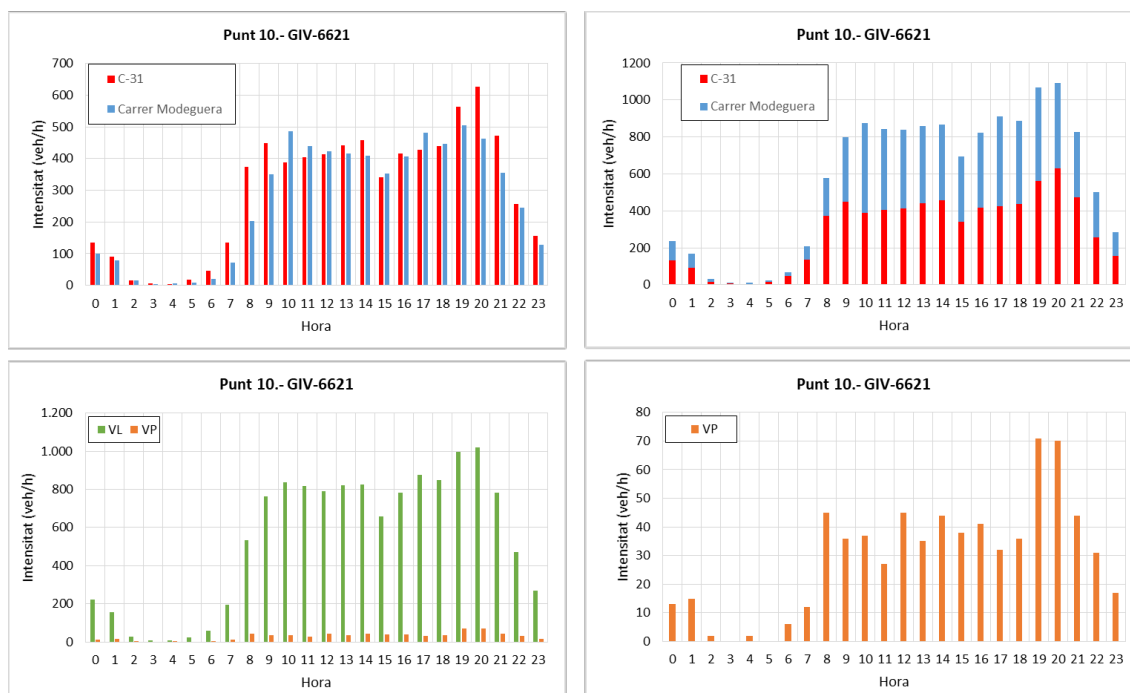 Punt 10.- GIV-6621
C-31
Carrer Modeguera
Intensitat (veh/h)
700
600
500
400
300
200
100
0
0 1 2 3 4 5 6 7 8 9 10 11 12 13 14 15 16 17 18 19 20 21 22 23
Hora
Punt 10.- GIV-6621
C-31
Carrer Modeguera
Intensitat (veh/h)
1200
1000
800
600
400
200
0
0 1 2 3 4 5 6 7 8 9 10 11 12 13 14 15 16 17 18 19 20 21 22 23
Hora
Punt 10.- GIV-6621
VL VP
Intensitat (veh/h)
1.200
1.000
800
600
400
200
0
0 1 2 3 4 5 6 7 8 9 10 11 12 13 14 15 16 17 18 19 20 21 22 23
Hora
Punt 10.- GIV-6621
VP
Intensitat (veh/h)
80
70
60
50
40
30
20
10
0
0 1 2 3 4 5 6 7 8 9 10 11 12 13 14 15 16 17 18 19 20 21 22 23
Hora